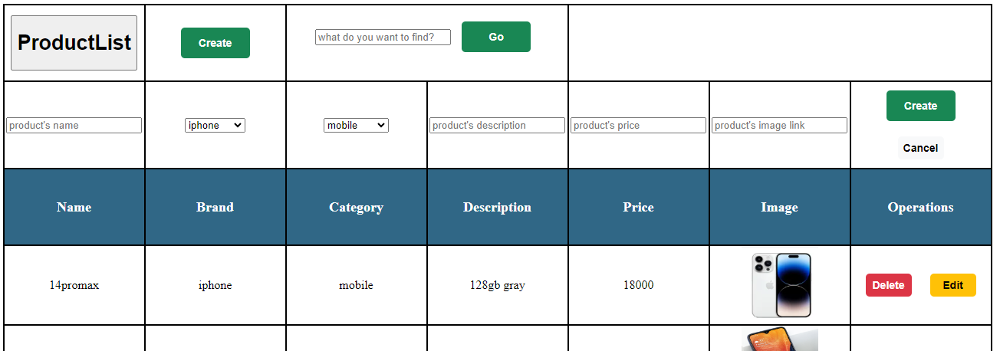 ProductList
Create
what do you want to find?
Go
product's name
iphone
mobile
product's description
product's price
product's image link
Create
Cancel
Name
Brand
Category
Description
Price
Image
Operations
14promax
iphone
mobile
128gb gray
18000
Delete
Edit